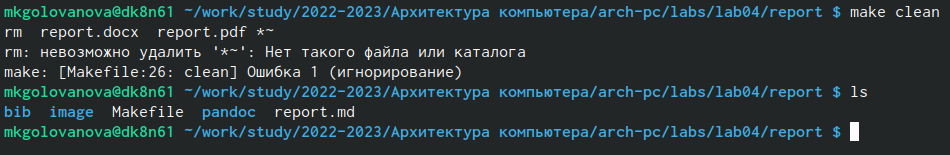 mkgolovanova@dk8n61 ~/work/study/2022-2023/Архитектура компьютера/arch-pc/labs/lab04/report $ make clean
rm  report.docx  report.pdf *~
rm: невозможно удалить '*~': Нет такого файла или каталога
make: [Makefile:26: clean] Ошибка 1 (игнорирование)
mkgolovanova@dk8n61 ~/work/study/2022-2023/Архитектура компьютера/arch-pc/labs/lab04/report $ ls
bib  image  Makefile  pandoc  report.md
mkgolovanova@dk8n61 ~/work/study/2022-2023/Архитектура компьютера/arch-pc/labs/lab04/report $